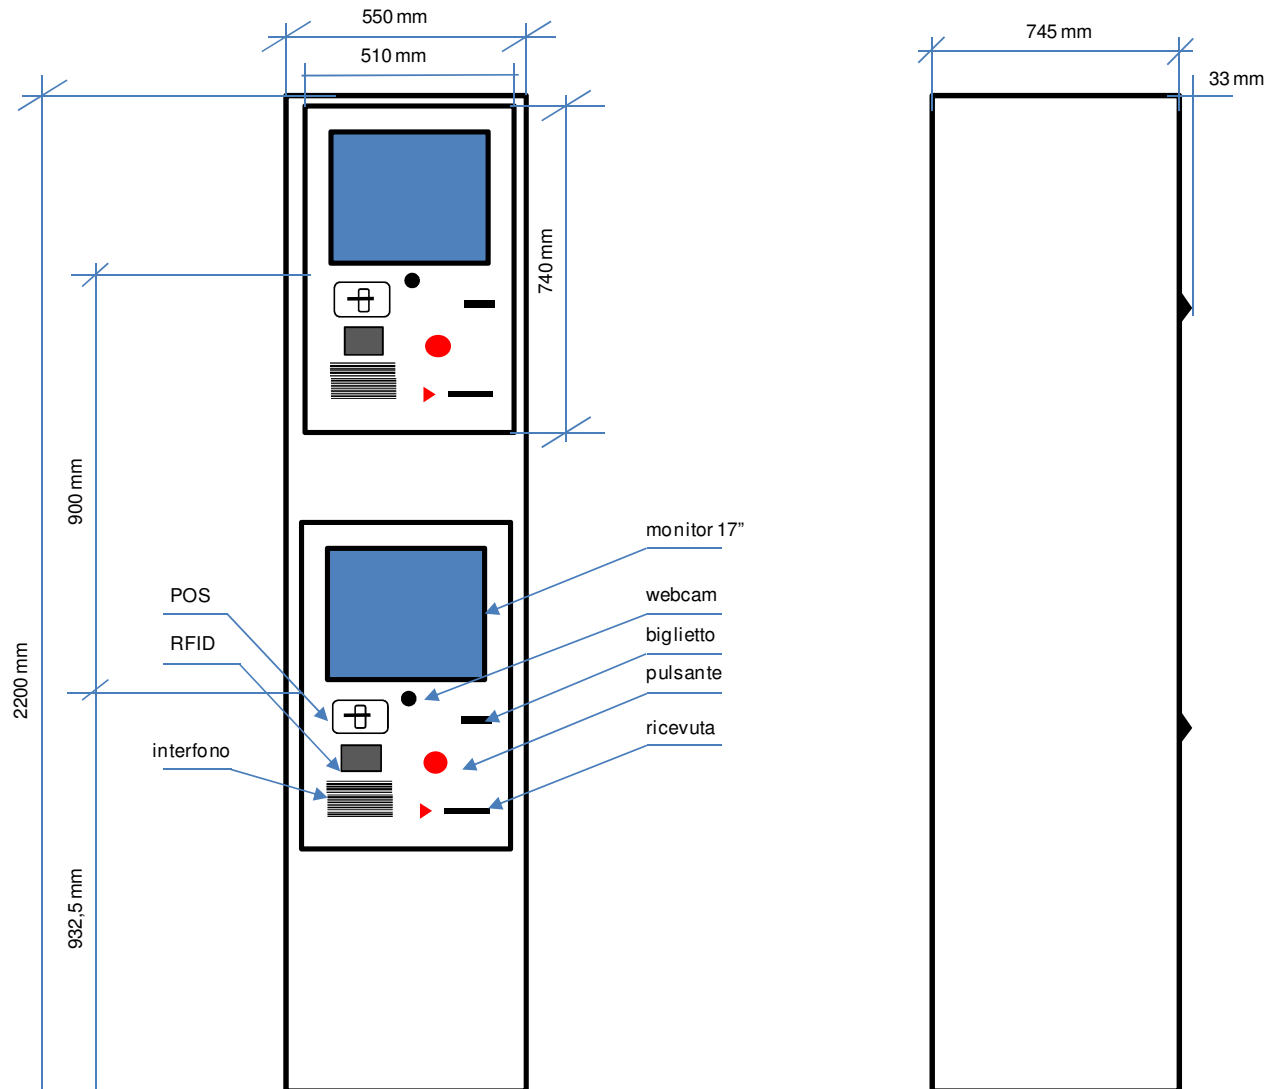 550 mm
745 mm
510 mm
33 mm
740 mm
900 mm
monitor 17”
POS
webcam
RFID
biglietto
pulsante
2200 mm
interfono
ricevuta
932,5 mm